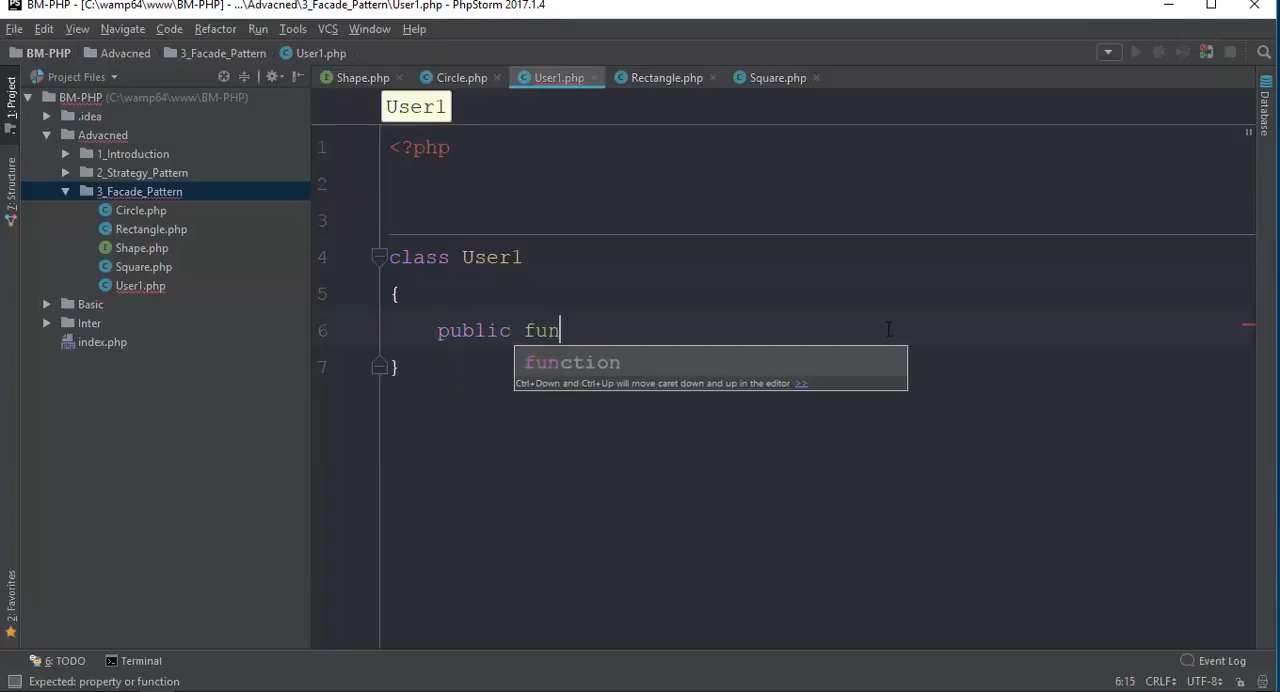 BM-PHP - [C:\wamp64\www\BM-PHP] - ...\Advacned\3_Facade_Pattern\User1.php - PhpStorm 2017.1.4
File Edit View Navigate Code Refactor Run Tools VCS Window Help
BM-PHP Advacned 3_Facade_Pattern User1.php
Project Files
Shape.php Circle.php User1.php Rectangle.php Square.php
1: Project
7: Structure
2: Favorites
Database
BM-PHP (C:\wamp64\www\BM-PHP)
.idea
Advacned
1_Introduction
2_Strategy_Pattern
3_Facade_Pattern
Circle.php
Rectangle.php
Shape.php
Square.php
User1.php
Basic
Inter
index.php
User1
1 <?php
2
3
4 class User1
5 {
6 public fun
function
Ctrl+Down and Ctrl+Up will move caret down and up in the editor >>
7 }
6: TODO Terminal Event Log
Expected: property or function 6:15 CRLF UTF-8